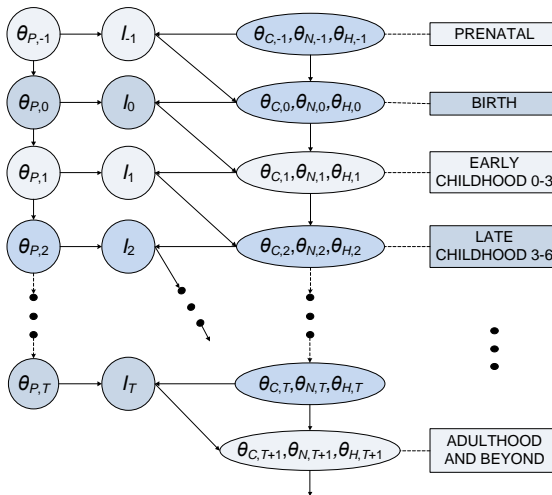 θP,-1 I-1 θC,-1,θN,-1,θH,-1 PRENATAL
θP,0 I0 θC,0,θN,0,θH,0 BIRTH
θP,1 I1 θC,1,θN,1,θH,1 EARLY
CHILDHOOD 0-3
θP,2 I2 θC,2,θN,2,θH,2 LATE
CHILDHOOD 3-6
θP,T IT θC,T,θN,T,θH,T
θC,T+1,θN,T+1,θH,T+1 ADULTHOOD
AND BEYOND